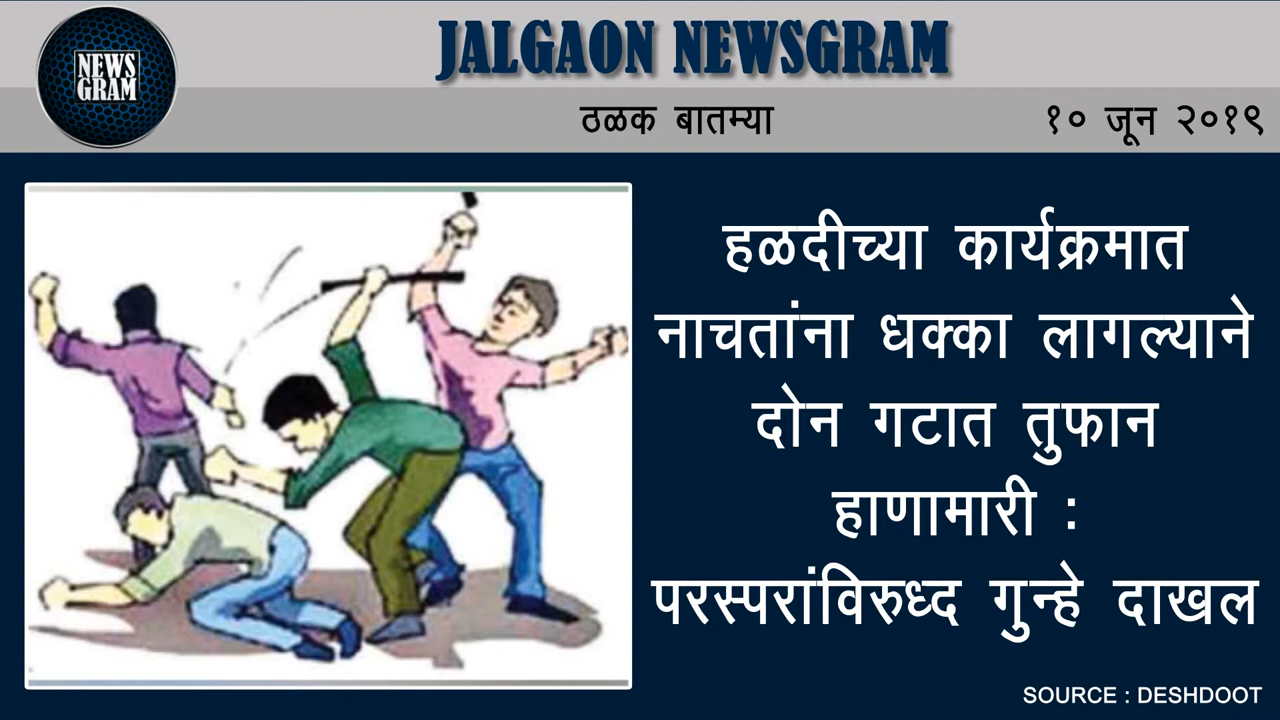 NEWS
GRAM
JALGAON NEWSGRAM
ठळक बातम्या
१० जून २०१९
हळदीच्या कार्यक्रमात
नाचतांना धक्का लागल्याने
दोन गटात तुफान
हाणामारी :
परस्परांविरुध्द गुन्हे दाखल
SOURCE : DESHDOOT